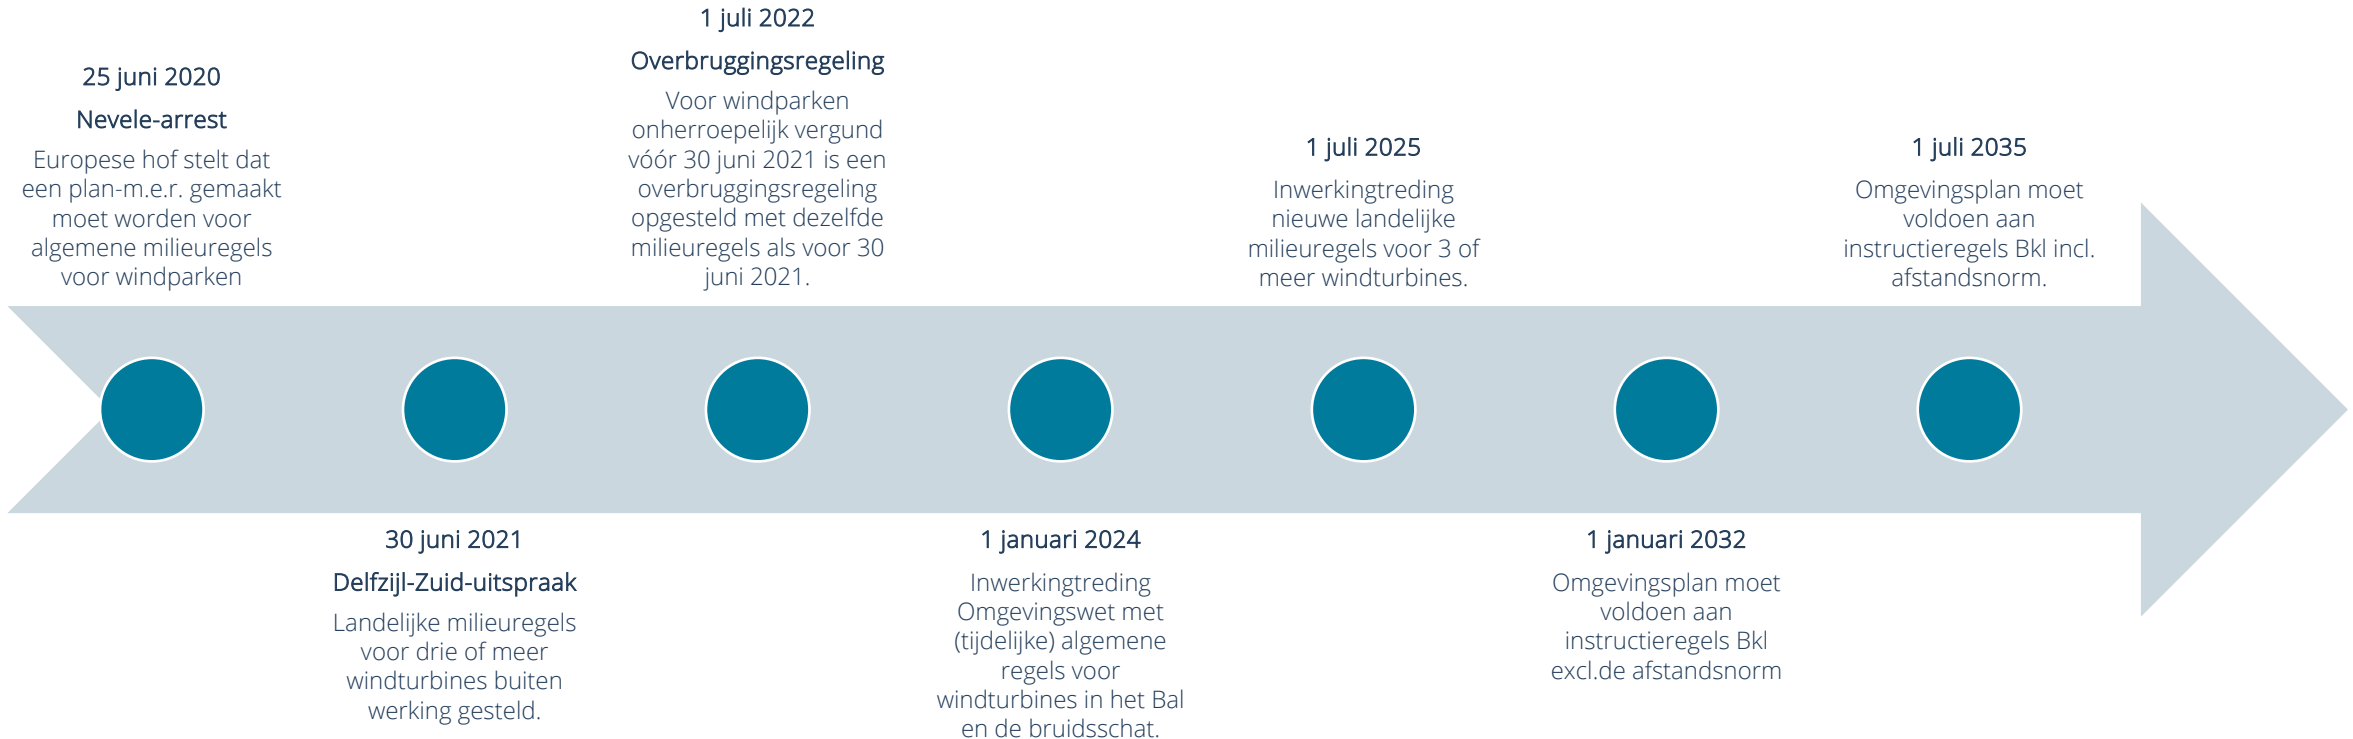 25 juni 2020
Nevele-arrest
Europese hof stelt dat
een plan-m.e.r. gemaakt
moet worden voor
algemene milieuregels
voor windparken
30 juni 2021
Delfzijl-Zuid-uitspraak
Landelijke milieuregels
voor drie of meer
windturbines buiten
werking gesteld.
1 juli 2022
Overbruggingsregeling
Voor windparken
onherroepelijk vergund
vóór 30 juni 2021 is een
overbruggingsregeling
opgesteld met dezelfde
milieuregels als voor 30
juni 2021.
1 januari 2024
Inwerkingtreding
Omgevingswet met
(tijdelijke) algemene
regels voor
windturbines in het Bal
en de bruidsschat.
1 juli 2025
Inwerkingtreding
nieuwe landelijke
milieuregels voor 3 of
meer windturbines.
1 januari 2032
Omgevingsplan moet
voldoen aan
instructieregels Bkl
excl.de afstandsnorm
1 juli 2035
Omgevingsplan moet
voldoen aan
instructieregels Bkl incl.
afstandsnorm.